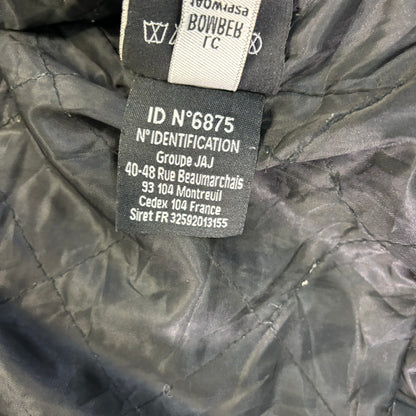 BOMBER
LC
ID N°6875
N°IDENTIFICATION
Groupe JAJ
40-48 Rue Beaumarchais
93 104 Montreuil
Cedex 104 France
Siret FR 32592013155